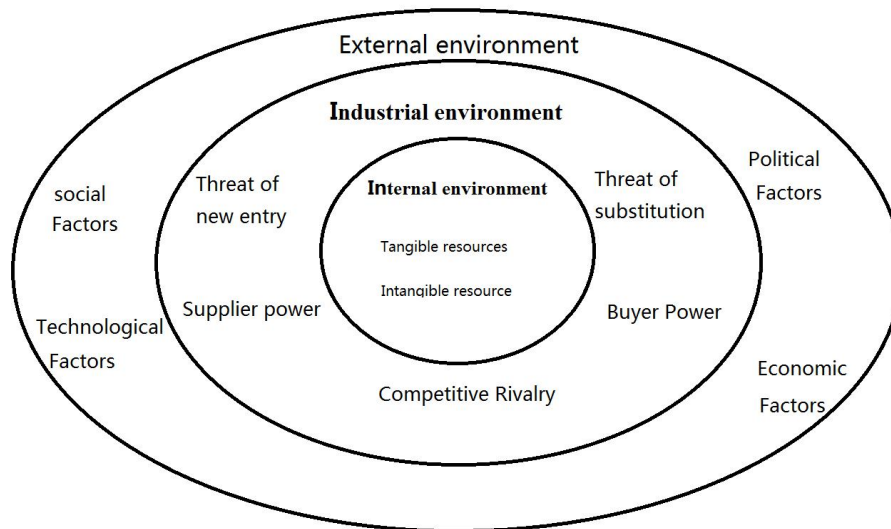 External environment
Industrial environment
Internal environment
Tangible resources
Intangible resource
Threat of
new entry
Threat of
substitution
Supplier power
Buyer Power
Competitive Rivalry
social
Factors
Political
Factors
Technological
Factors
Economic
Factors